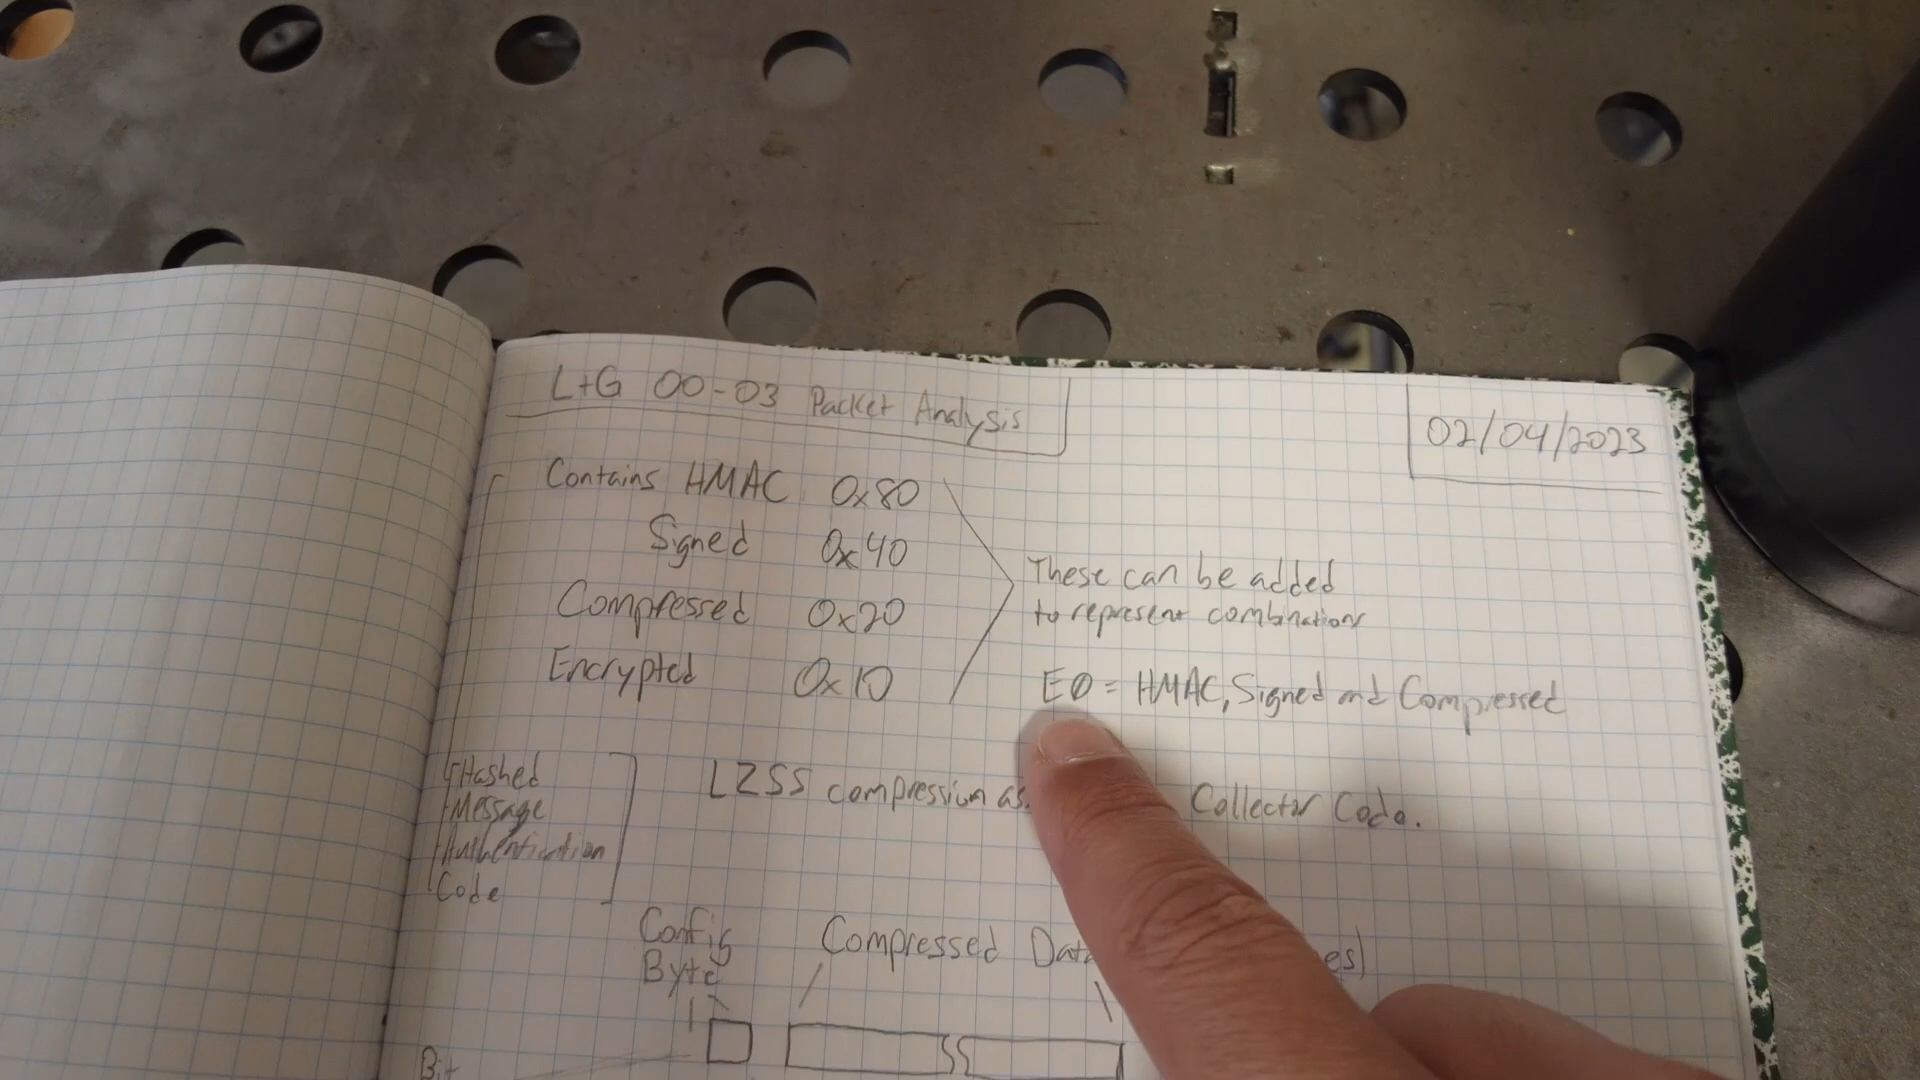 L+G 00-03 Packet Analysis
02/04/2023
Contains HMAC 0x80
Signed 0x40
Compressed 0x20
Encrypted 0x10
These can be added
to represent combinations
E0 = HMAC, Signed and Compressed
Hashed
Message
Authentication
Code
LZSS compression as
Collector Code.
Config
Byte
Compressed Data
es)
Bit